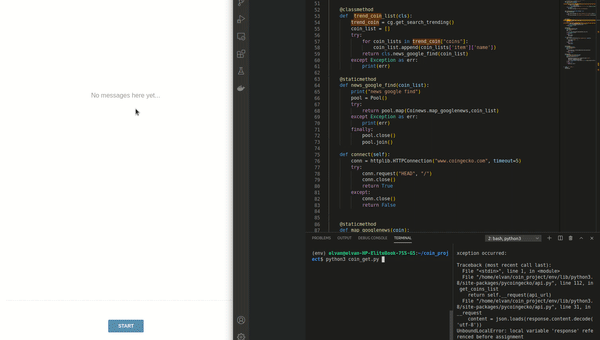 No messages here yet...
START
51
52 @classmethod
53 def trend_coin_list(cls):
54 trend_coin = cg.get_search_trending()
55 coin_list = []
56 try:
57 for coin_lists in trend_coin["coins"]:
58 coin_list.append(coin_lists['item']['name'])
59 return cls.news_google_find(coin_list)
60 except Exception as err:
61 print(err)
62
63 @staticmethod
64 def news_google_find(coin_list):
65 print("news google find")
66 pool = Pool()
67 try:
68 return pool.map(Coinews.map_googlenews,coin_list)
69 except Exception as err:
70 print(err)
71 finally:
72 pool.close()
73 pool.join()
74
75 def connect(self):
76 conn = httplib.HTTPConnection("www.coingecko.com", timeout=5)
77 try:
78 conn.request("HEAD", "/")
79 conn.close()
80 return True
81 except:
82 conn.close()
83 return False
84
85
86 @staticmethod
87 def map_googlenews(coin):
PROBLEMS OUTPUT DEBUG CONSOLE TERMINAL
2: bash, python3
(env) elvan@elvan-HP-EliteBook-755-G5:~/coin_proj
ect$ python3 coin_get.py
xception occurred:
Traceback (most recent call last):
File "<stdin>", line 1, in <module>
File "/home/elvan/coin_project/env/lib/python3.
8/site-packages/pycoingecko/api.py", line 112, in
get_coins_list
return self.__request(api_url)
File "/home/elvan/coin_project/env/lib/python3.
8/site-packages/pycoingecko/api.py", line 31, in
__request
content = json.loads(response.content.decode(
'utf-8'))
UnboundLocalError: local variable 'response' refe
renced before assignment